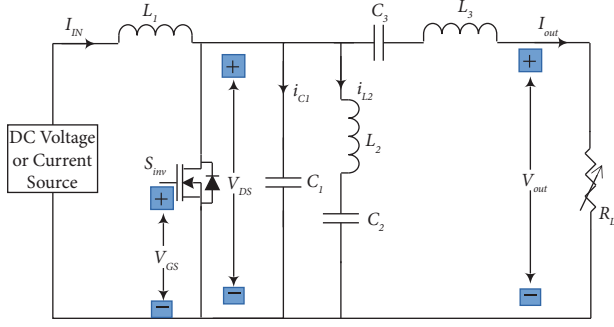 I_IN
L_1
C_3
L_3
I_out
+
+
i_C1
i_L2
DC Voltage
or Current
Source
S_inv
L_2
+
V_DS
C_1
V_out
C_2
R_L
V_GS
−
−
−